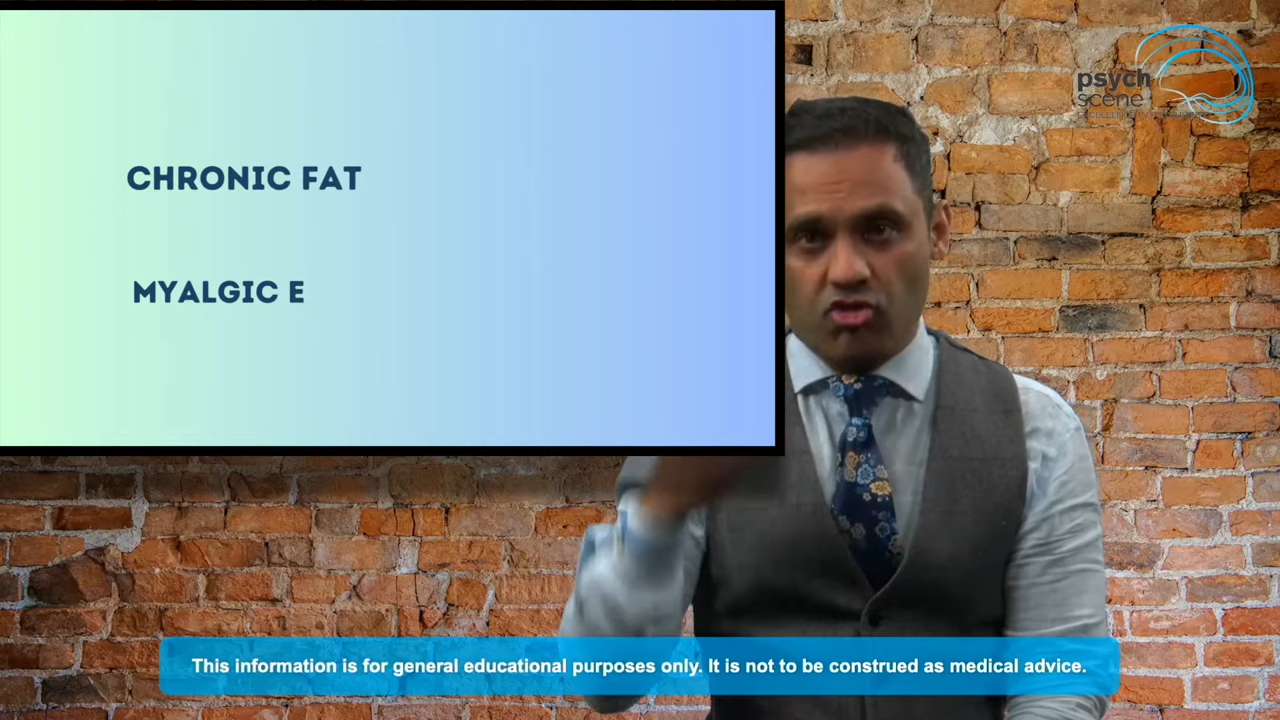 CHRONIC FAT
MYALGIC E
psych
scene
This information is for general educational purposes only. It is not to be construed as medical advice.